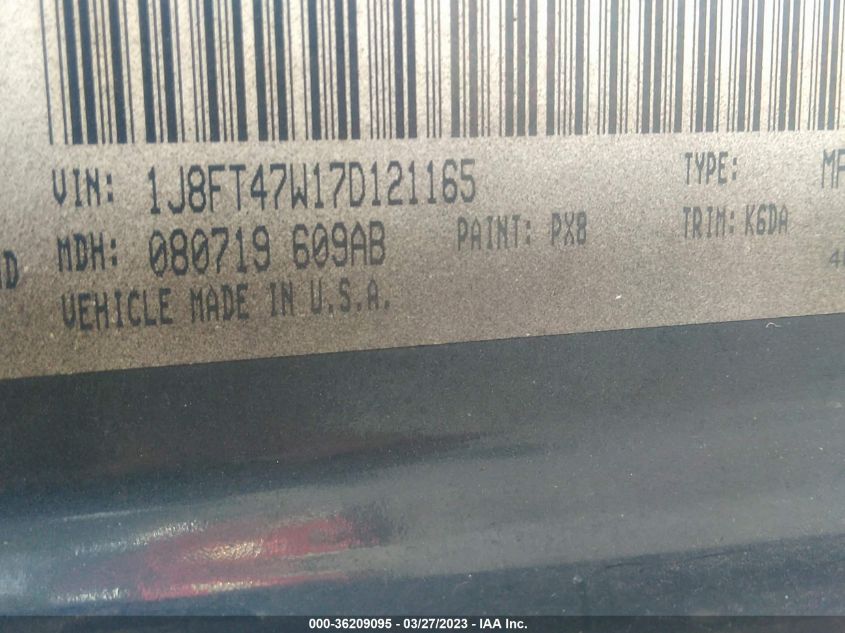 VIN: 1J8FT47W17D121165 TYPE: MP
MDH: 080719 609AB PAINT: PX8 TRIM: K6DA
VEHICLE MADE IN U.S.A.
000-36209095 - 03/27/2023 - IAA Inc.